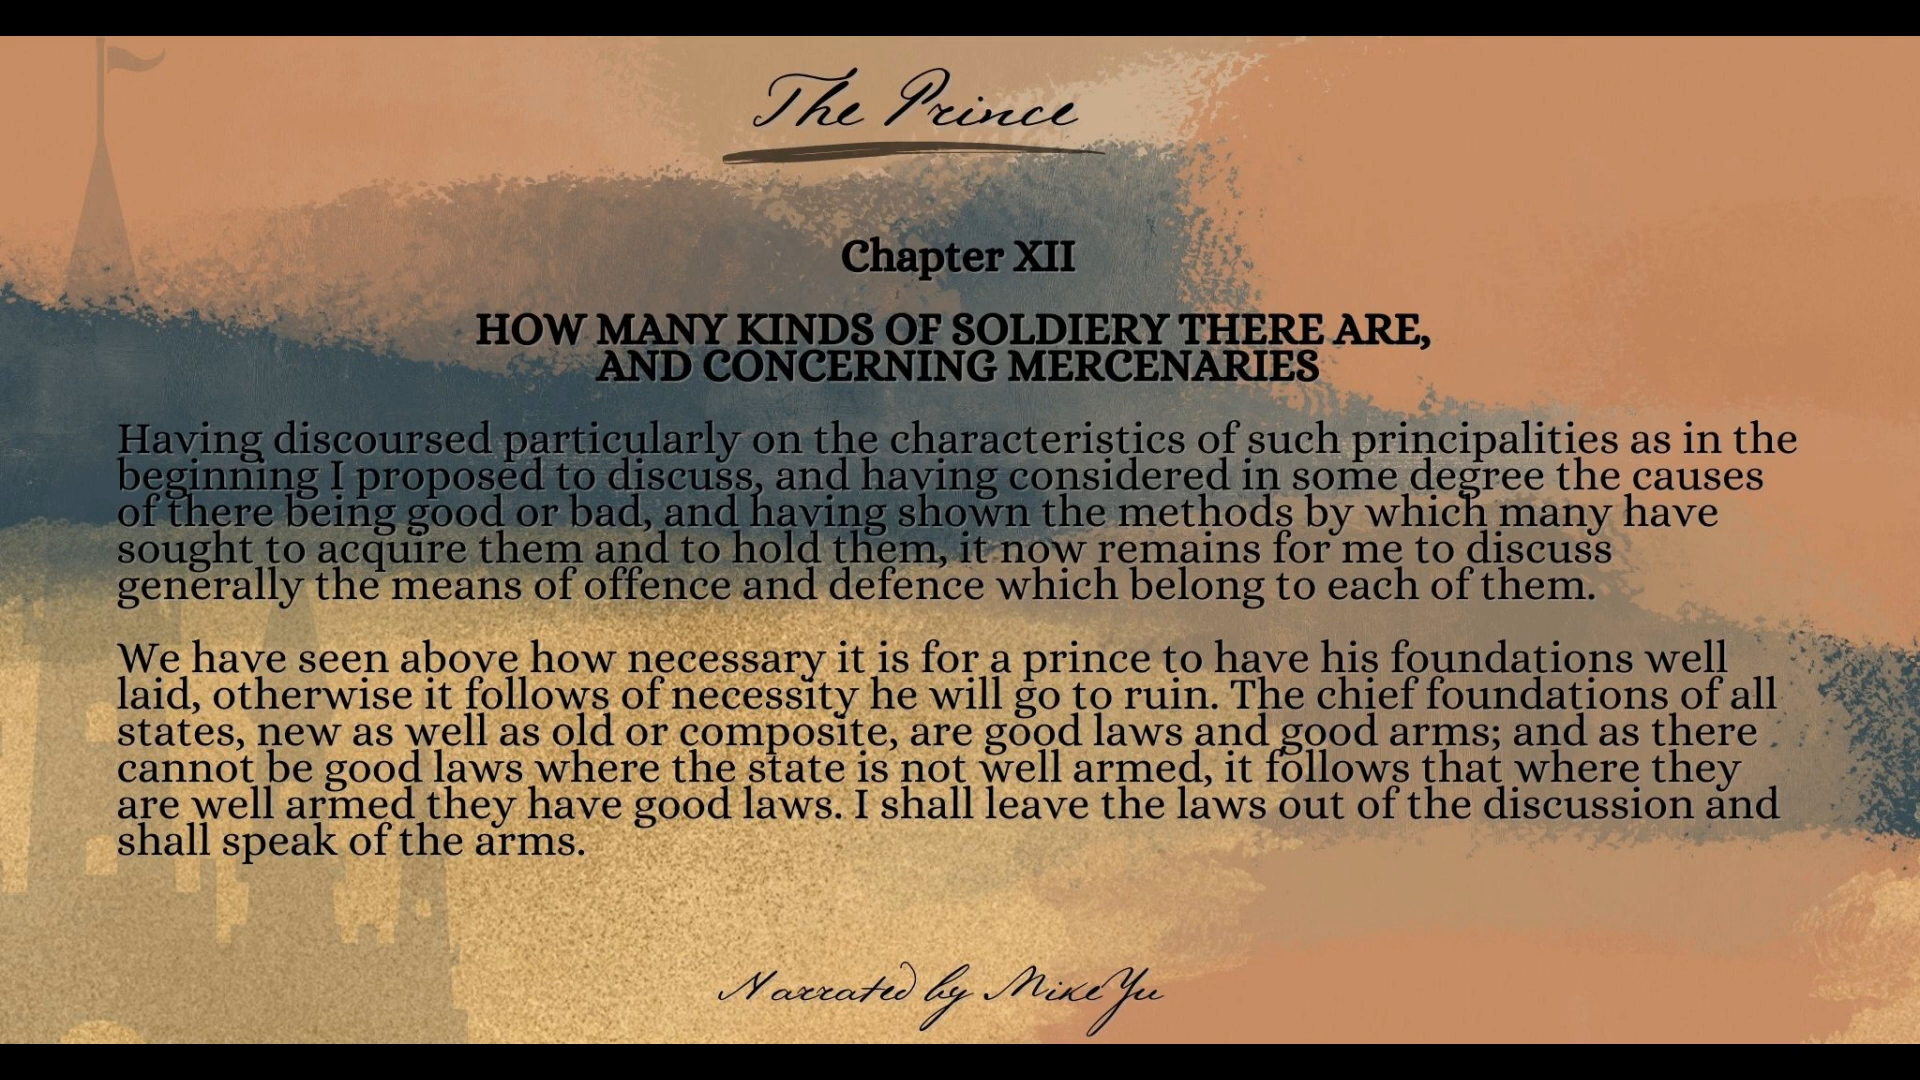 The Prince
Chapter XII
HOW MANY KINDS OF SOLDIERY THERE ARE,
AND CONCERNING MERCENARIES
Having discoursed particularly on the characteristics of such principalities as in the
beginning I proposed to discuss, and having considered in some degree the causes
of there being good or bad, and having shown the methods by which many have
sought to acquire them and to hold them, it now remains for me to discuss
generally the means of offence and defence which belong to each of them.
We have seen above how necessary it is for a prince to have his foundations well
laid, otherwise it follows of necessity he will go to ruin. The chief foundations of all
states, new as well as old or composite, are good laws and good arms; and as there
cannot be good laws where the state is not well armed, it follows that where they
are well armed they have good laws. I shall leave the laws out of the discussion and
shall speak of the arms.
Narrated by Mike Yu